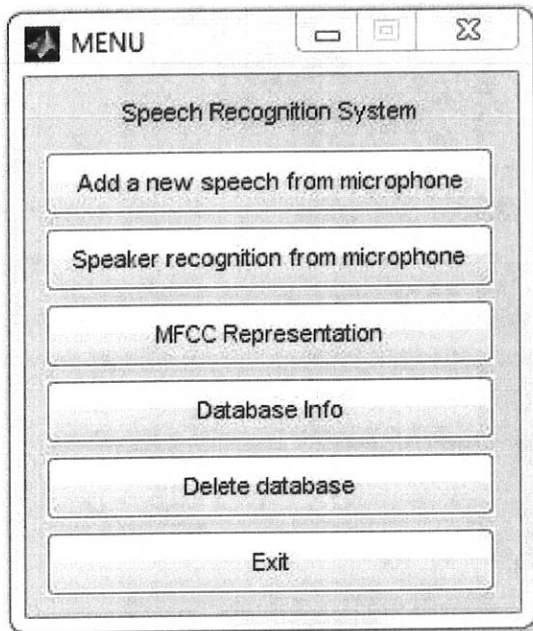 MENU
Speech Recognition System
Add a new speech from microphone
Speaker recognition from microphone
MFCC Representation
Database Info
Delete database
Exit